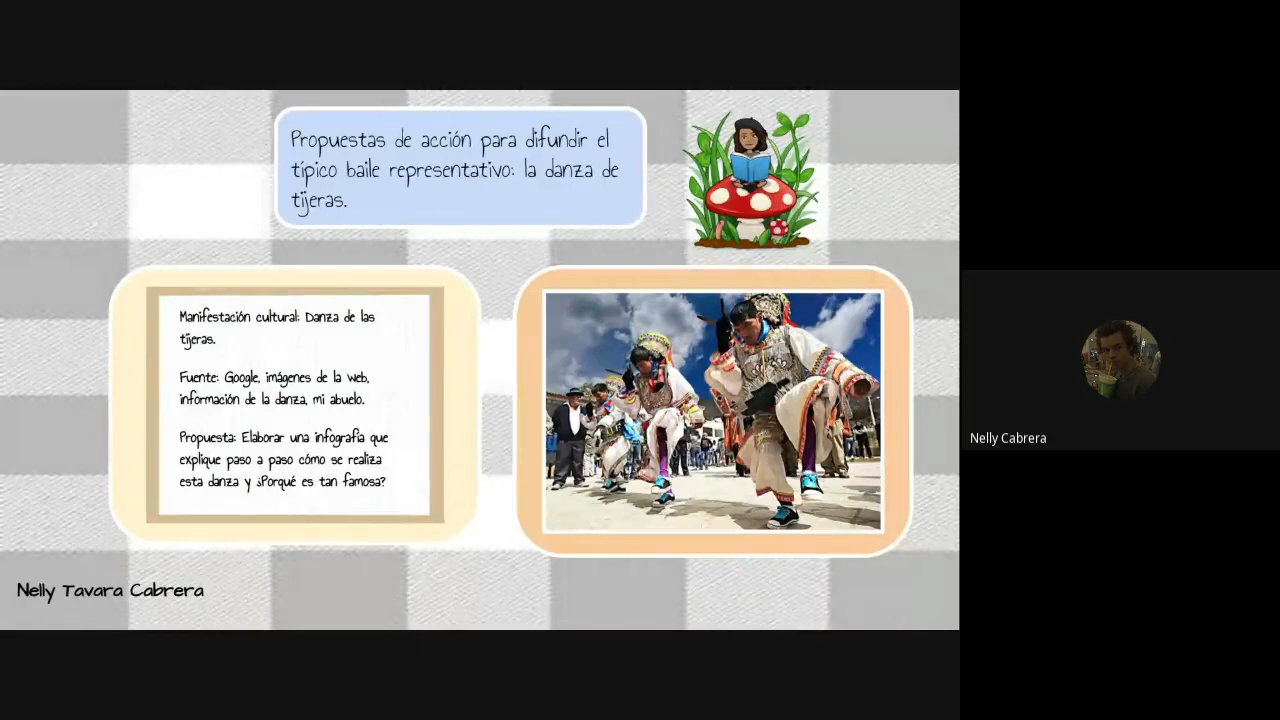 Propuestas de acción para difundir el
típico baile representativo: la danza de
tijeras.
Manifestación cultural: Danza de las
tijeras.
Fuente: Google, imágenes de la web,
información de la danza, mi abuelo.
Propuesta: Elaborar una infografía que
explique paso a paso cómo se realiza
esta danza y ¿Porqué es tan famosa?
Nelly Tavara Cabrera
Nelly Cabrera